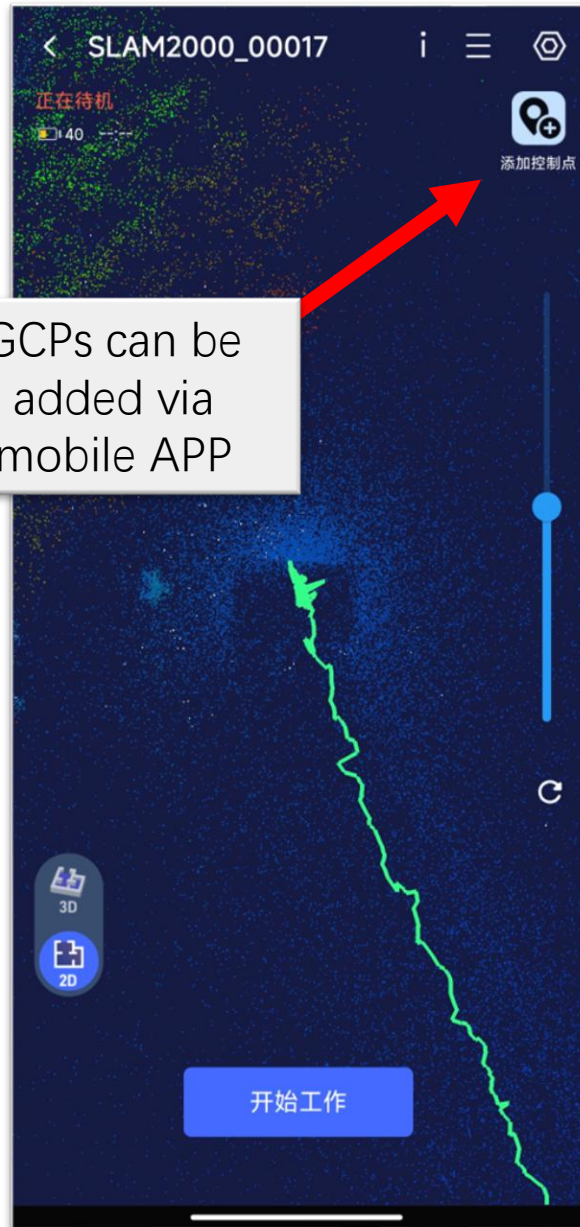 SLAM2000_00017
正在待机
40 --:--
添加控制点
GCPs can be
added via
mobile APP
3D
2D
开始工作